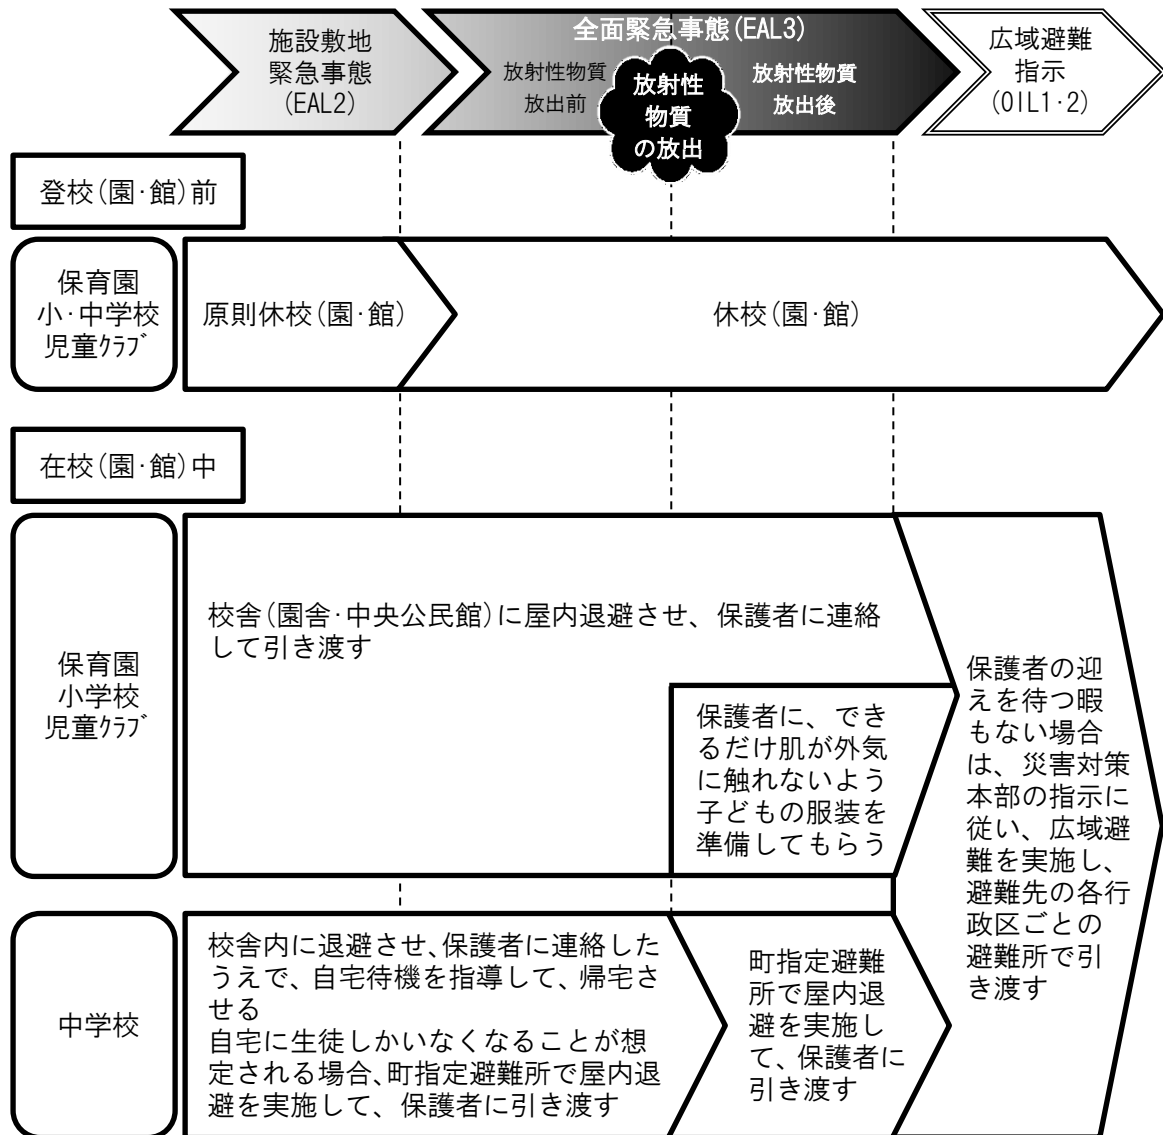 施設敷地
緊急事態
(EAL2)
全面緊急事態(EAL3)
放射性物質
放出前
放射性
物質
の放出
放射性物質
放出後
広域避難
指示
(OIL1・2)
登校(園・館)前
保育園
小・中学校
児童ｸﾗﾌﾞ
原則休校(園・館)
休校(園・館)
在校(園・館)中
保育園
小学校
児童ｸﾗﾌﾞ
校舎(園舎・中央公民館)に屋内退避させ、保護者に連絡
して引き渡す
保護者に、でき
るだけ肌が外気
に触れないよう
子どもの服装を
準備してもらう
保護者の迎
えを待つ暇
もない場合
は、災害対策
本部の指示に
従い、広域避
難を実施し、
避難先の各行
政区ごとの
避難所で引
き渡す
中学校
校舎内に退避させ、保護者に連絡した
うえで、自宅待機を指導して、帰宅さ
せる
自宅に生徒しかいなくなることが想
定される場合、町指定避難所で屋内退
避を実施して、保護者に引き渡す
町指定避難
所で屋内退
避を実施し
て、保護者に
引き渡す